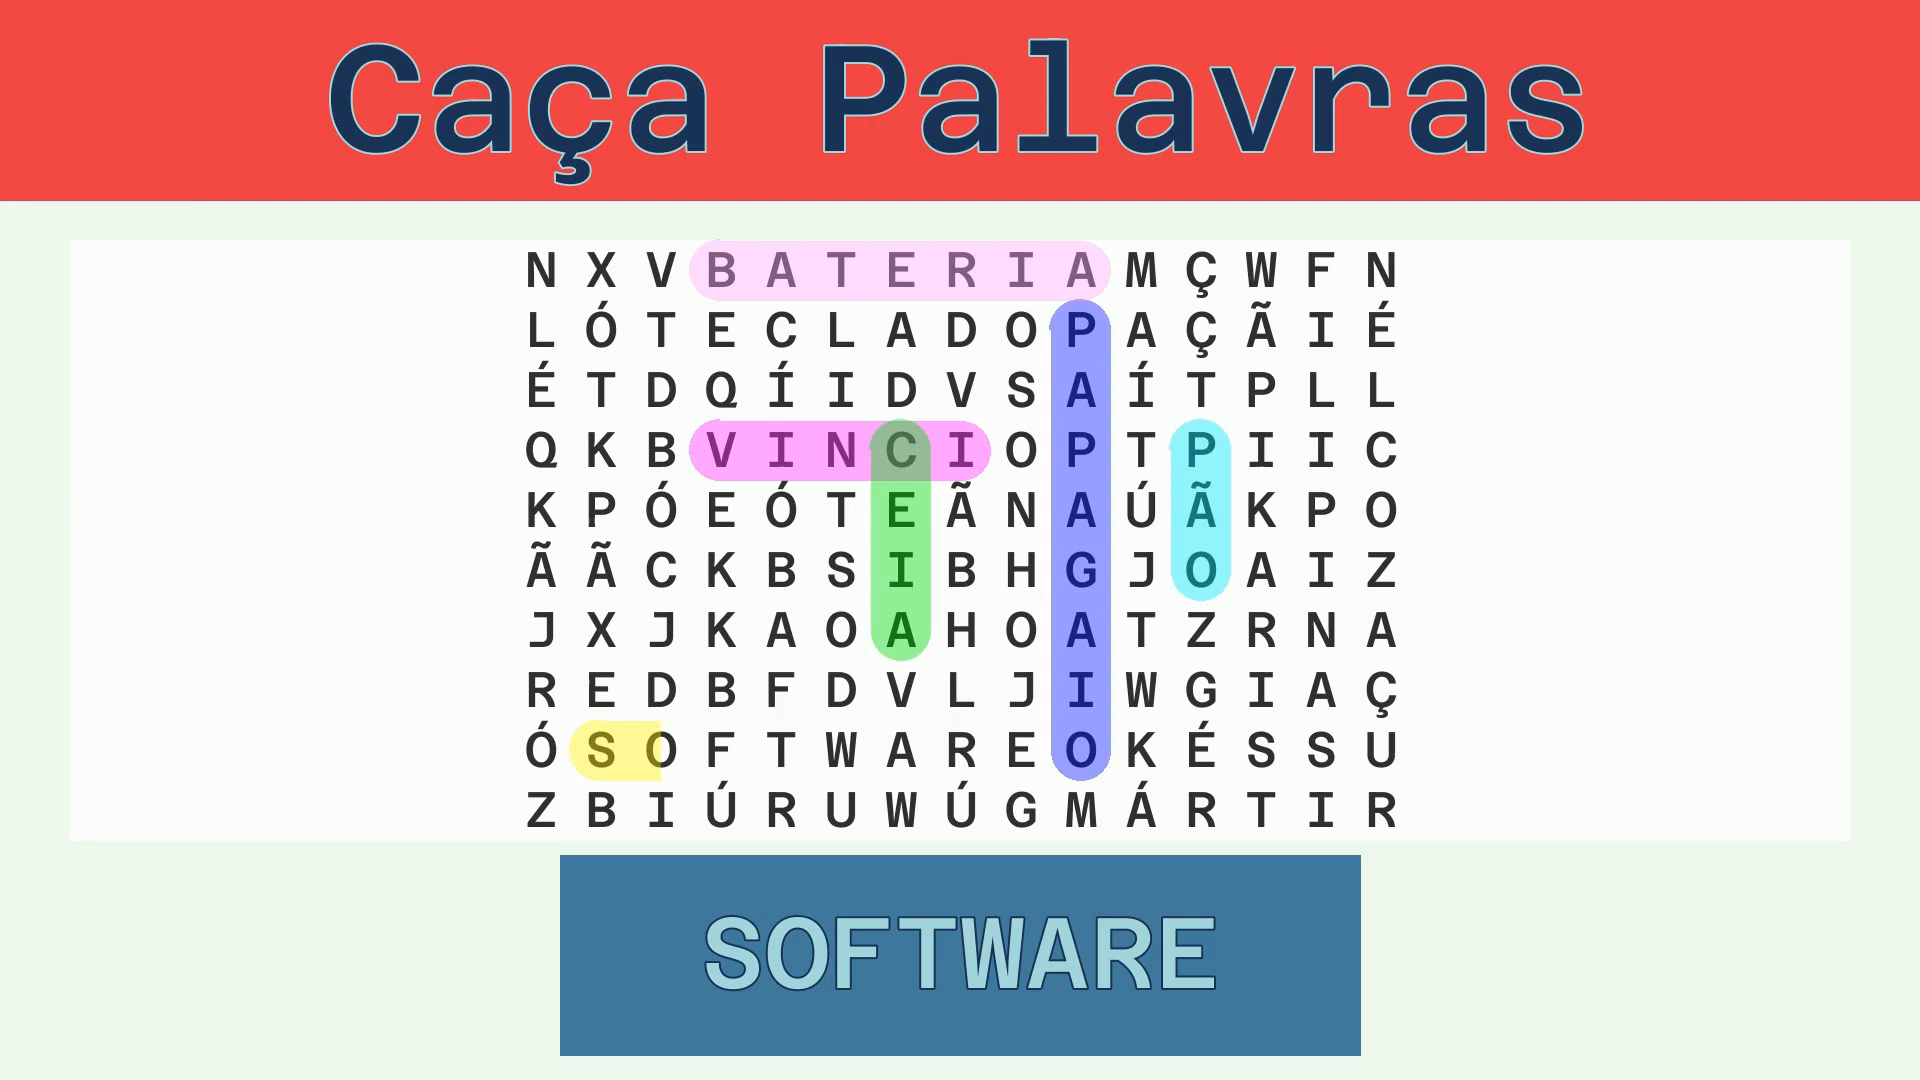 Caça Palavras
N X V B A T E R I A M Ç W F N
L Ó T E C L A D O P A Ç Ã I É
É T D Q Í I D V S A Í T P L L
Q K B V I N C I O P T P I I C
K P Ó E Ó T E Ã N A Ú Ã K P O
Ã Ã C K B S I B H G J O A I Z
J X J K A O A H O A T Z R N A
R E D B F D V L J I W G I A Ç
Ó S O F T W A R E O K É S S U
Z B I Ú R U W Ú G M Á R T I R
SOFTWARE